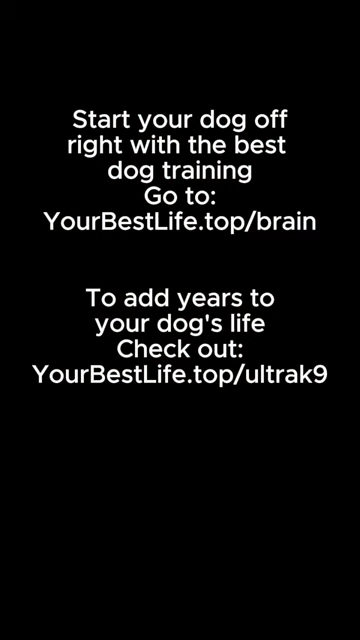 Start your dog off
right with the best
dog training
Go to:
YourBestLife.top/brain
To add years to
your dog's life
Check out:
YourBestLife.top/ultrak9